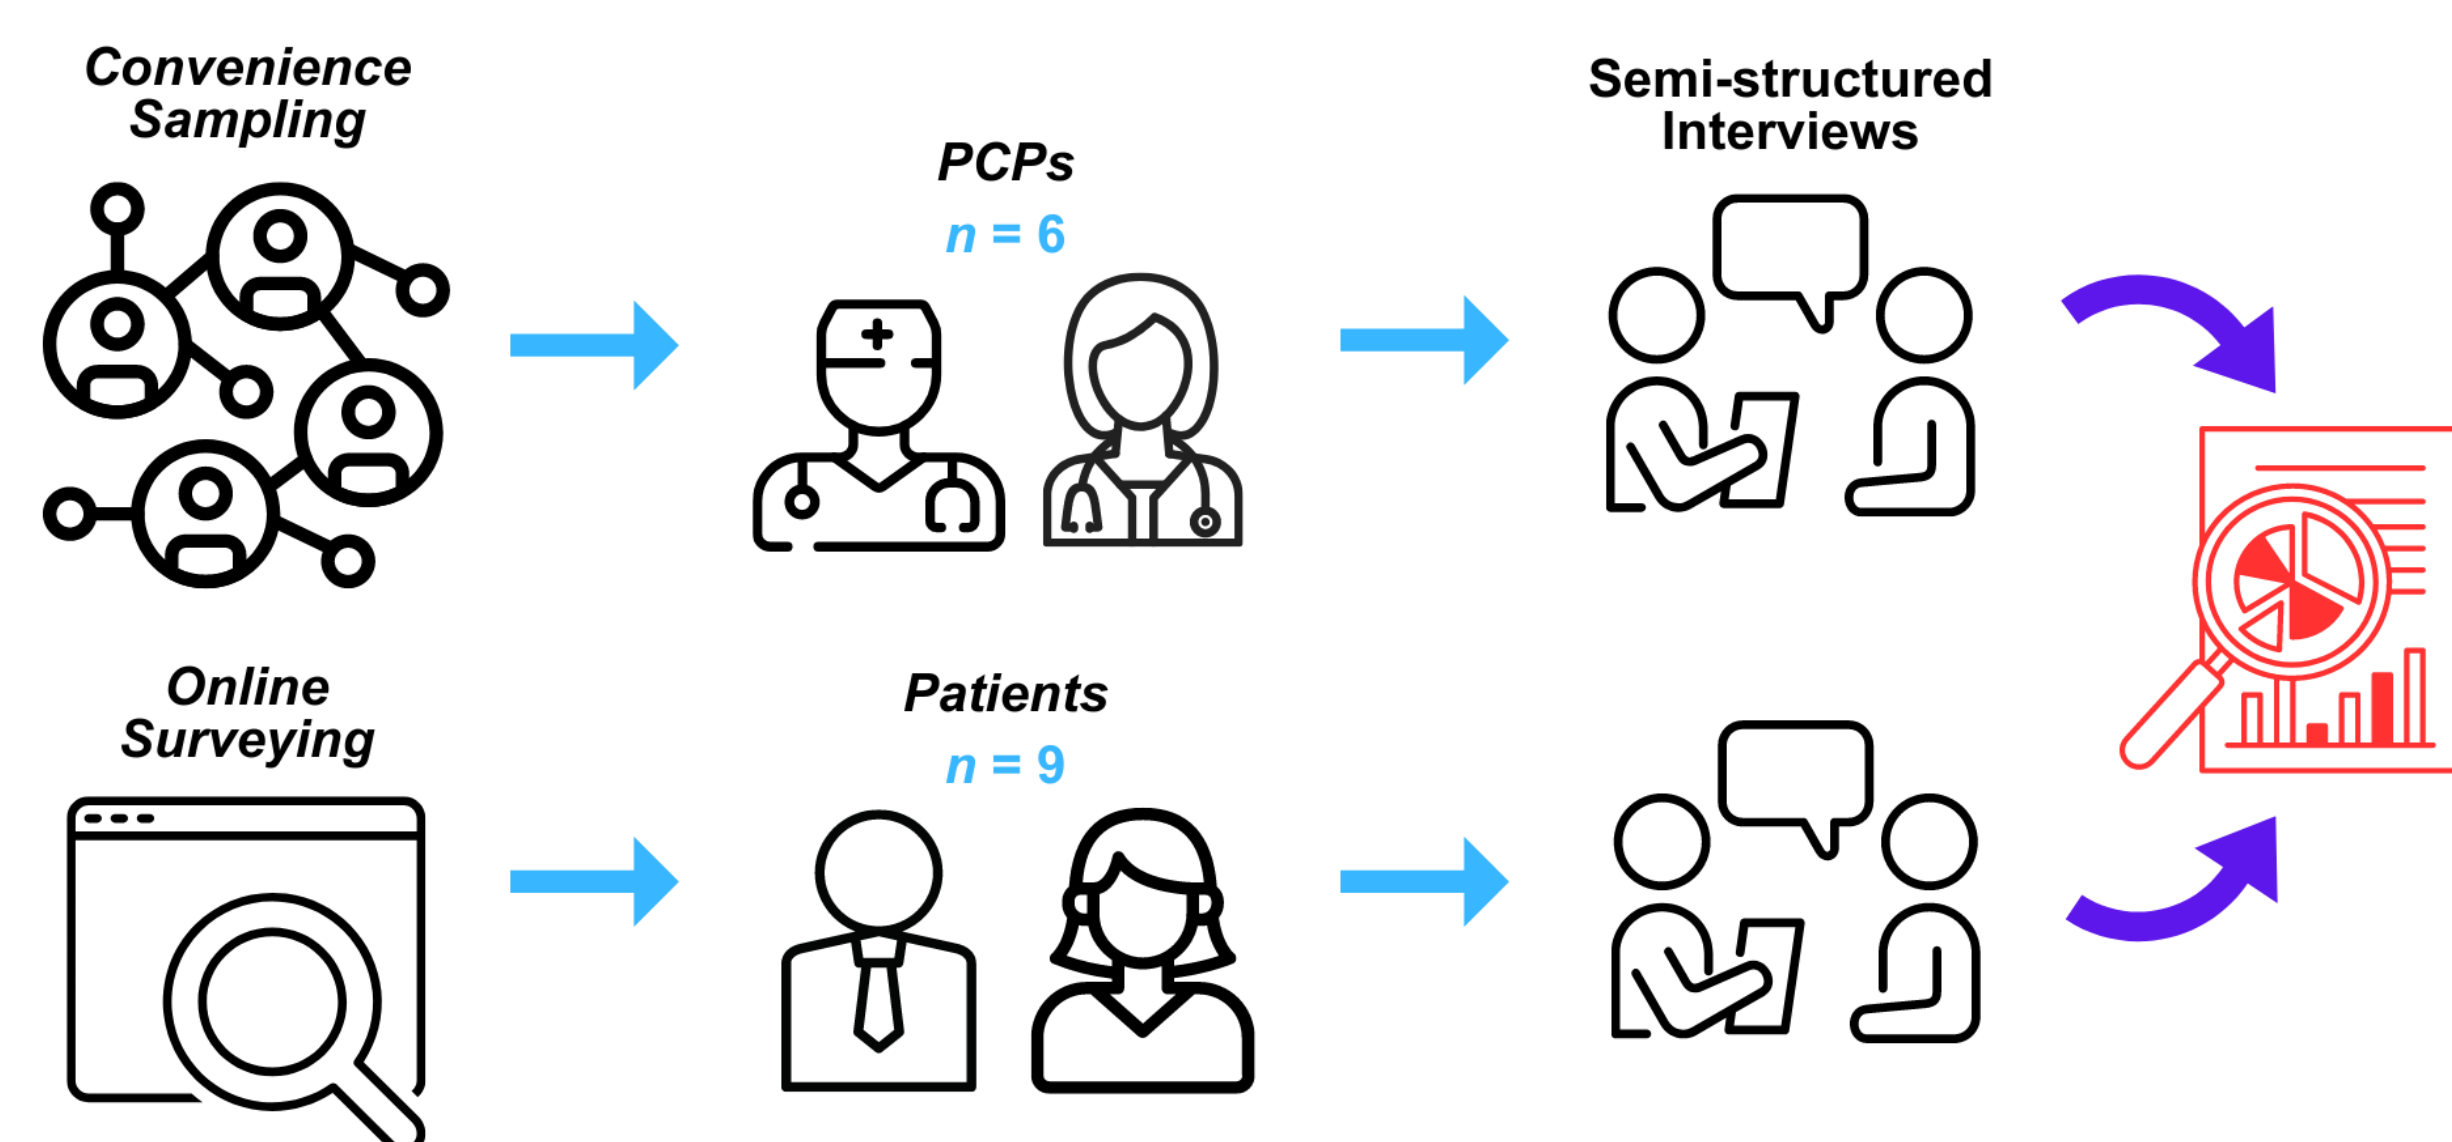 Convenience
Sampling
PCPs
n = 6
Semi-structured
Interviews
Online
Surveying
Patients
n = 9